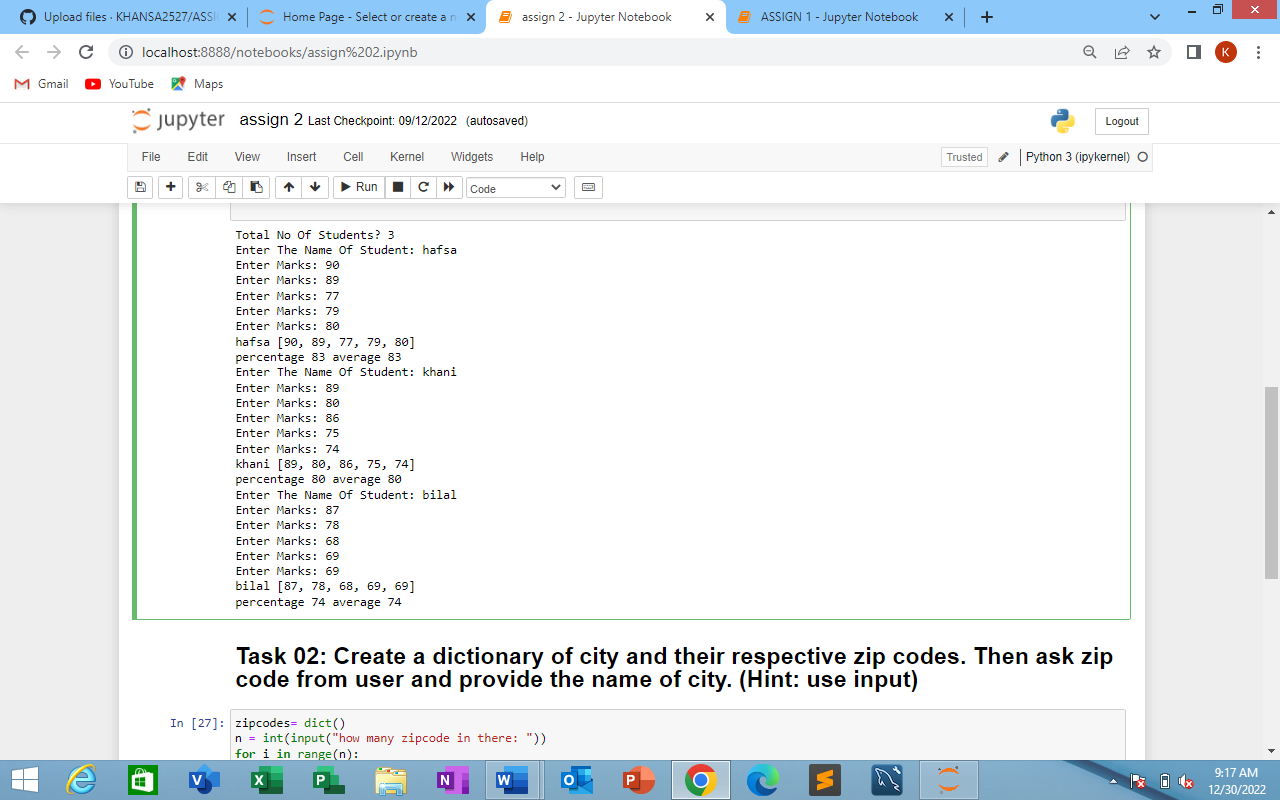 Upload files · KHANSA2527/ASSI
Home Page - Select or create a n
assign 2 - Jupyter Notebook
ASSIGN 1 - Jupyter Notebook
localhost:8888/notebooks/assign%202.ipynb
K
Gmail
YouTube
Maps
jupyter assign 2 Last Checkpoint: 09/12/2022 (autosaved)
Logout
File Edit View Insert Cell Kernel Widgets Help
Trusted
Python 3 (ipykernel)
Run
Code
Total No Of Students? 3
Enter The Name Of Student: hafsa
Enter Marks: 90
Enter Marks: 89
Enter Marks: 77
Enter Marks: 79
Enter Marks: 80
hafsa [90, 89, 77, 79, 80]
percentage 83 average 83
Enter The Name Of Student: khani
Enter Marks: 89
Enter Marks: 80
Enter Marks: 86
Enter Marks: 75
Enter Marks: 74
khani [89, 80, 86, 75, 74]
percentage 80 average 80
Enter The Name Of Student: bilal
Enter Marks: 87
Enter Marks: 78
Enter Marks: 68
Enter Marks: 69
Enter Marks: 69
bilal [87, 78, 68, 69, 69]
percentage 74 average 74
Task 02: Create a dictionary of city and their respective zip codes. Then ask zip
code from user and provide the name of city. (Hint: use input)
In [27]: zipcodes= dict()
n = int(input("how many zipcode in there: "))
for i in range(n):
9:17 AM
12/30/2022